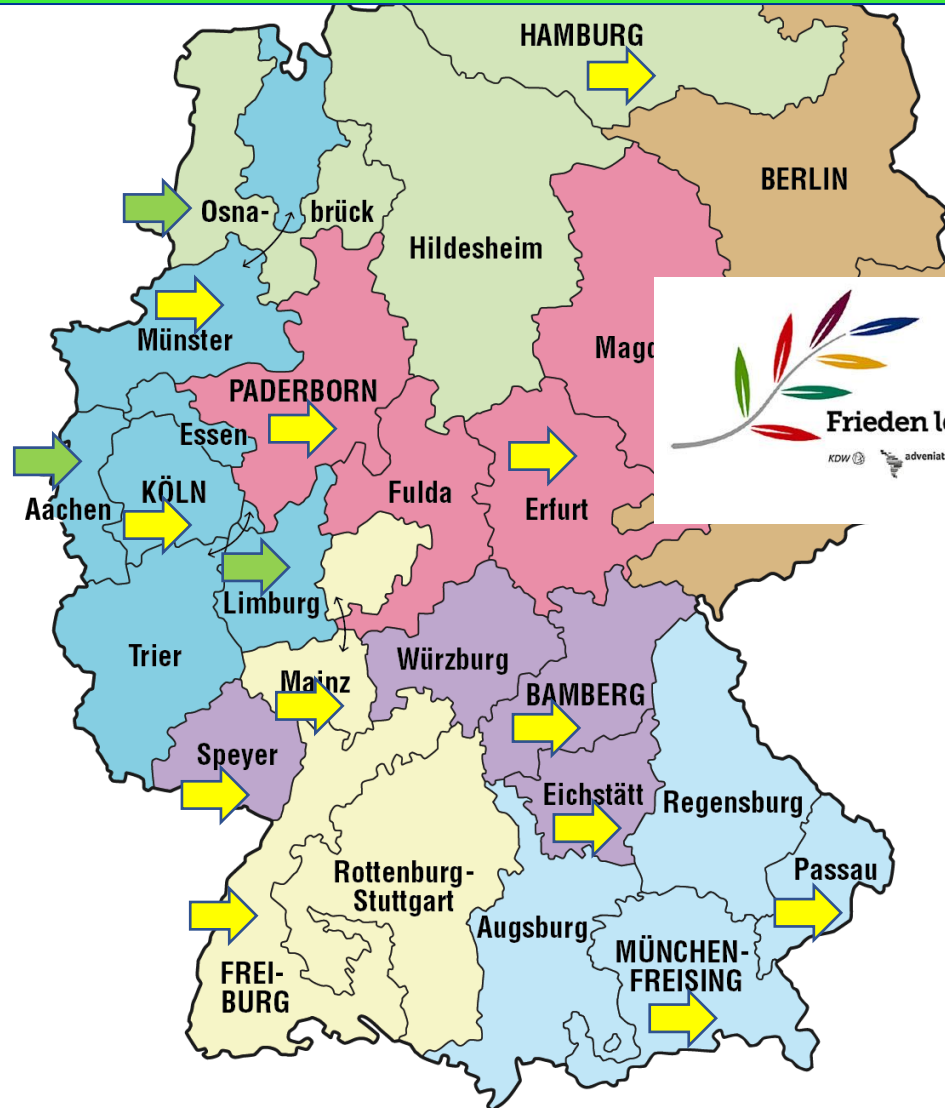 HAMBURG
BERLIN
Osna-
brück
Hildesheim
Münster
Magd
PADERBORN
Essen
Frieden le
KDW
adveniat
Aachen
KÖLN
Fulda
Erfurt
Limburg
Trier
Würzburg
Mainz
BAMBERG
Speyer
Eichstätt
Regensburg
Rottenburg-
Stuttgart
Passau
Augsburg
MÜNCHEN-
FREISING
FREI-
BURG